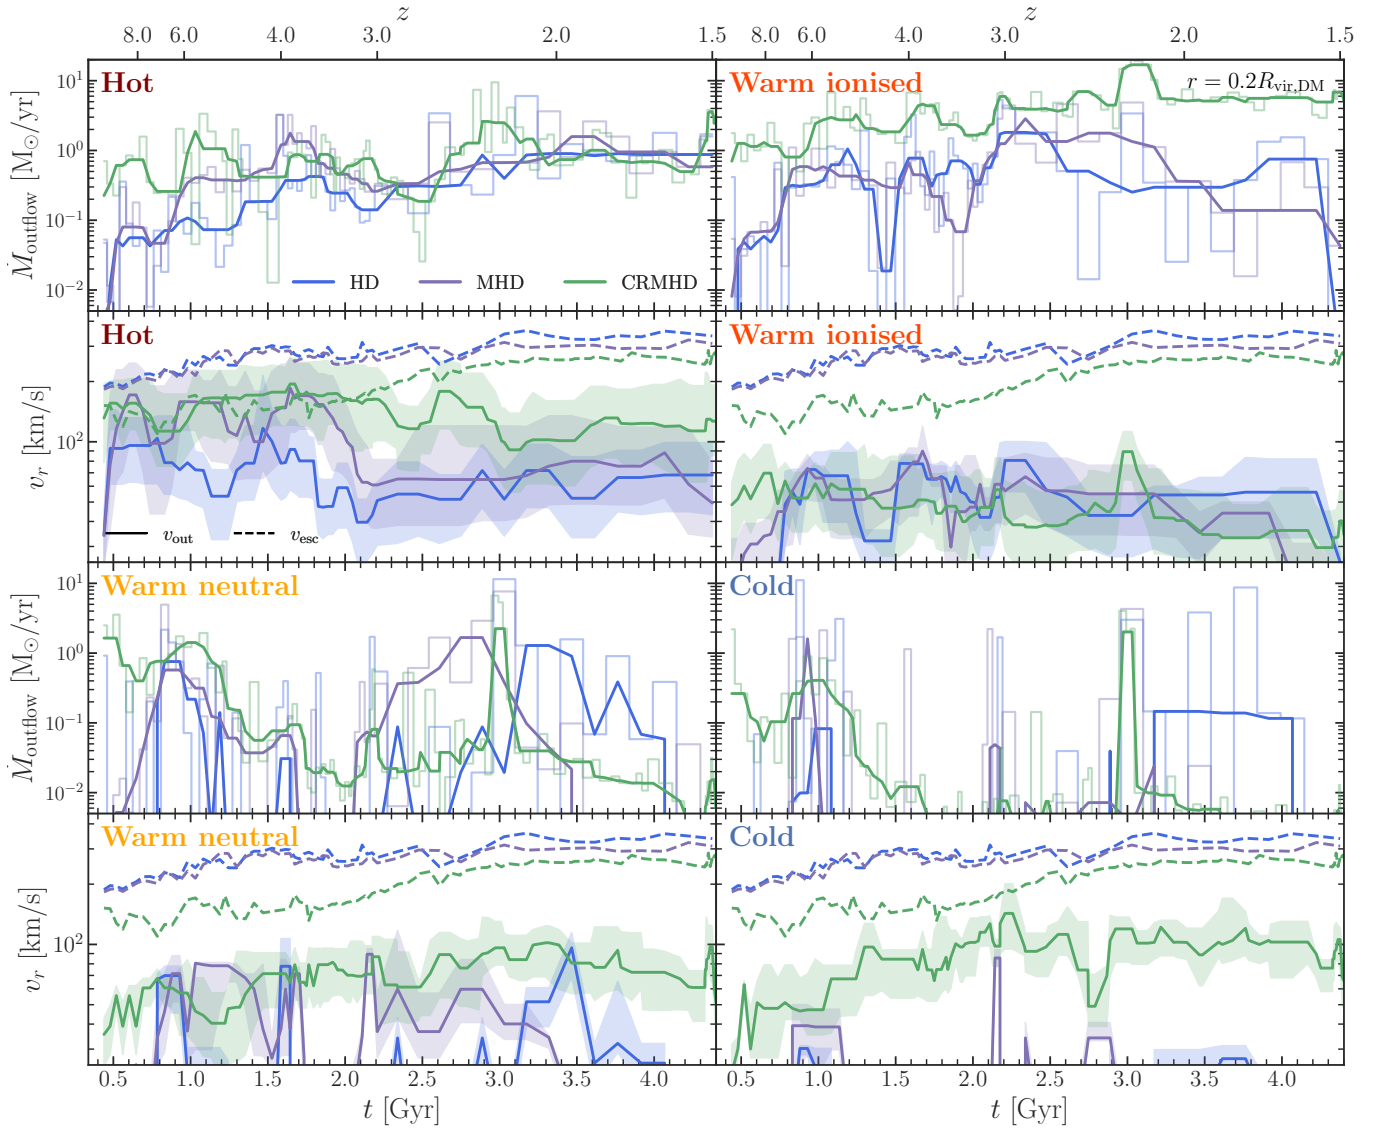 z z
8.0 6.0 4.0 3.0 2.0 1.5 8.0 6.0 4.0 3.0 2.0 1.5
Hot
Warm ionised
r = 0.2R_vir,DM
Ṁ_outflow [M_⊙/yr]
10^1
10^0
10^−1
10^−2
HD MHD CRMHD
Hot
Warm ionised
v_r [km/s]
10^2
v_out v_esc
Warm neutral
Cold
Ṁ_outflow [M_⊙/yr]
10^1
10^0
10^−1
10^−2
Warm neutral
Cold
v_r [km/s]
10^2
0.5 1.0 1.5 2.0 2.5 3.0 3.5 4.0 0.5 1.0 1.5 2.0 2.5 3.0 3.5 4.0
t [Gyr] t [Gyr]